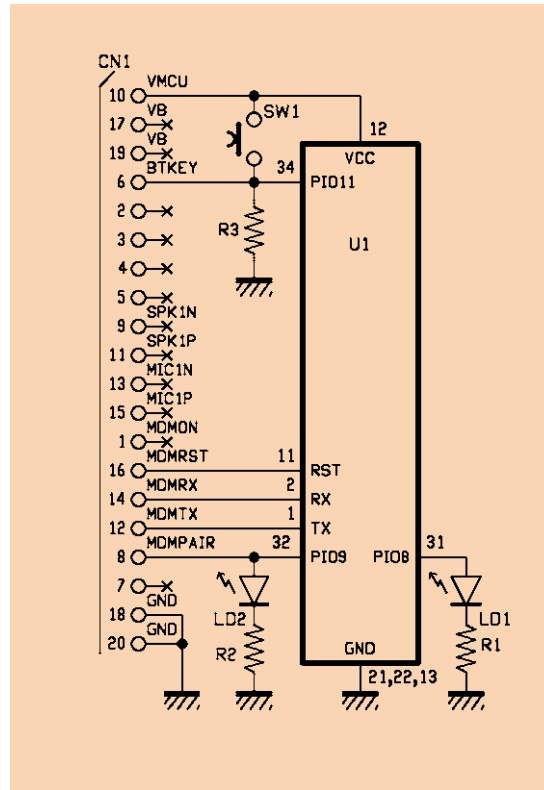 CN1
10 VMCU
SW1
17 VB
12
19 VB
VCC
6 BTKEY
34
PIO11
2
R3
U1
3
4
5
9 SPK1N
11 SPK1P
13 MIC1N
15 MIC1P
1 MDMON
16 MDMRST
11
RST
14 MDMRX
2
RX
12 MDMTX
1
TX
8 MDMPAIR
32
PIO9
PIO8
31
7
LD2
LD1
18 GND
R2
R1
20 GND
GND
21,22,13